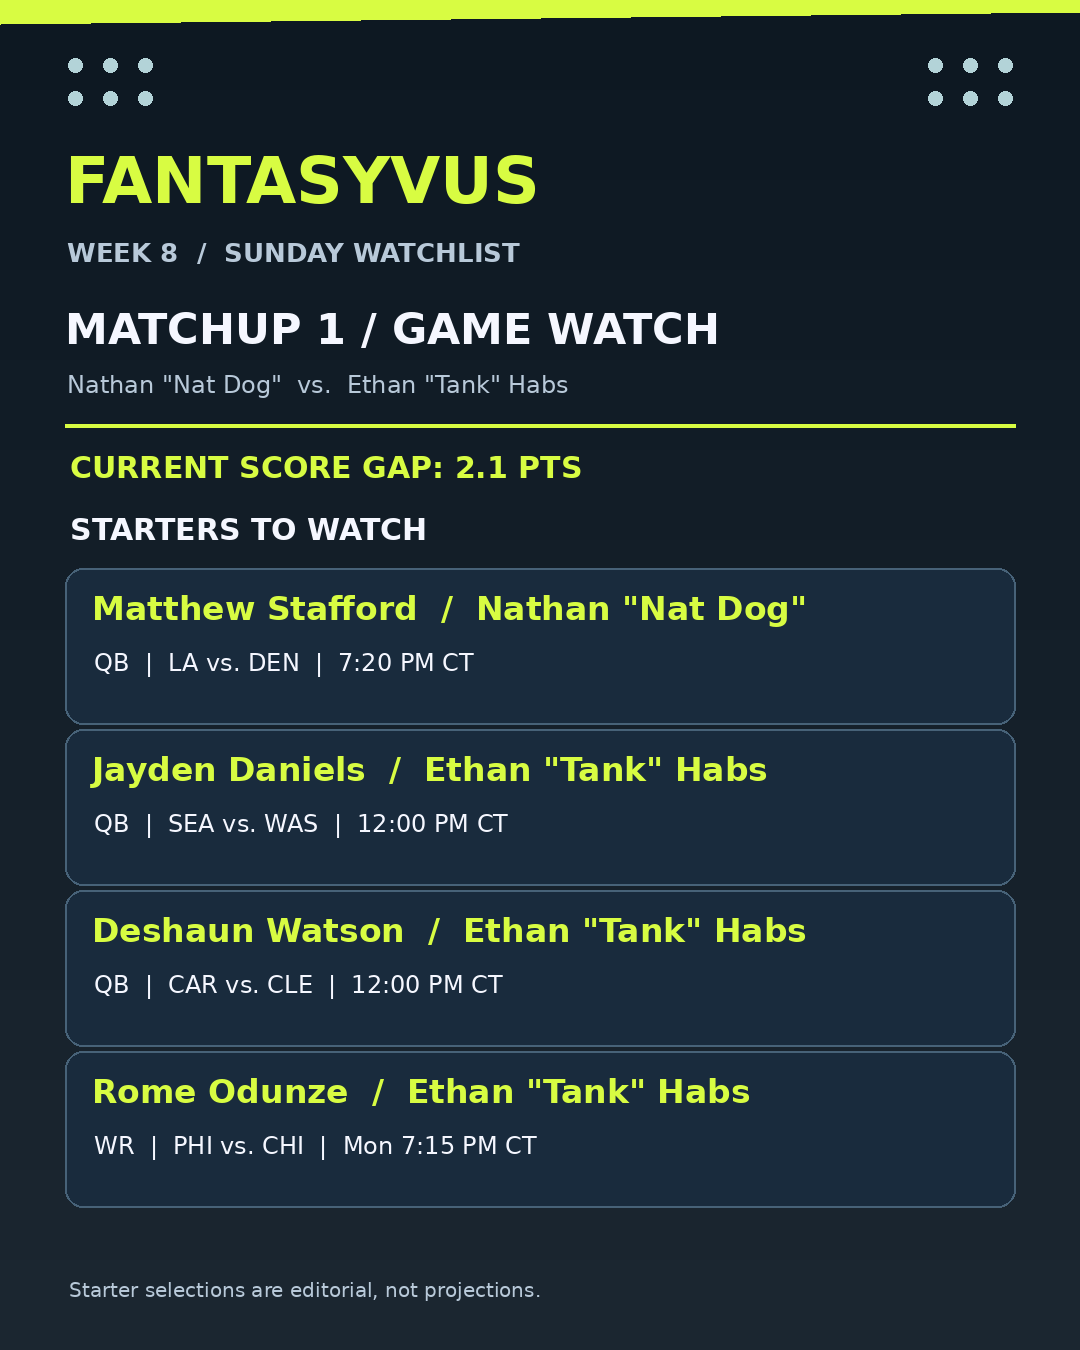 FANTASYVUS
WEEK 8 / SUNDAY WATCHLIST
MATCHUP 1 / GAME WATCH
Nathan "Nat Dog" vs. Ethan "Tank" Habs
CURRENT SCORE GAP: 2.1 PTS
STARTERS TO WATCH
Matthew Stafford / Nathan "Nat Dog"
QB | LA vs. DEN | 7:20 PM CT
Jayden Daniels / Ethan "Tank" Habs
QB | SEA vs. WAS | 12:00 PM CT
Deshaun Watson / Ethan "Tank" Habs
QB | CAR vs. CLE | 12:00 PM CT
Rome Odunze / Ethan "Tank" Habs
WR | PHI vs. CHI | Mon 7:15 PM CT
Starter selections are editorial, not projections.